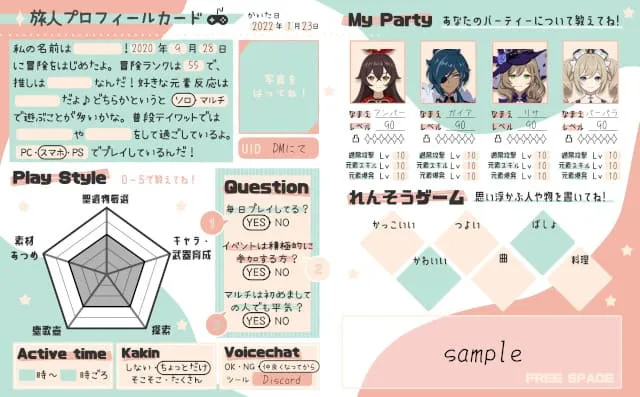 旅人プロフィールカード
かいた日
2022年1月23日
私の名前は　　　！2020年9月28日
に冒険をはじめたよ。冒険ランクは55で、
推しは　　　なんだ！好きな元素反応は
　　　だよ♪どちらかというと ソロ・マルチ
で遊ぶことが多いかな。普段テイワットでは
　　　や　　　をして過ごしているよ。
PC・スマホ・PS でプレイしているんだ！
写真を
はってね！
UID DMにて
Play Style 0~5で教えてね！
聖遺物厳選
素材
あつめ
キャラ・
武器育成
塵歌壺
探索
Question
1
毎日プレイしてる？
YES NO
イベントは積極的に
参加する方？
2
YES NO
マルチは初めまして
の人でも平気？
3
YES NO
Active time
時～　　時ごろ
Kakin
しない・ちょっとだけ
そこそこ・たくさん
Voicechat
OK・NG・仲良くなってから
ツール Discord
My Party あなたのパーティーについて教えてね！
なまえ アンバー なまえ ガイア なまえ リサ なまえ バーバラ
レベル 90 レベル 90 レベル 90 レベル 90
通常攻撃 Lv 10 通常攻撃 Lv 10 通常攻撃 Lv 10 通常攻撃 Lv 10
元素スキル Lv 10 元素スキル Lv 10 元素スキル Lv 10 元素スキル Lv 10
元素爆発 Lv 10 元素爆発 Lv 10 元素爆発 Lv 10 元素爆発 Lv 10
れんそうゲーム 思い浮かぶ人や物を書いてね！
かっこいい つよい ばしょ
かわいい 曲 料理
sample
FREE SPACE